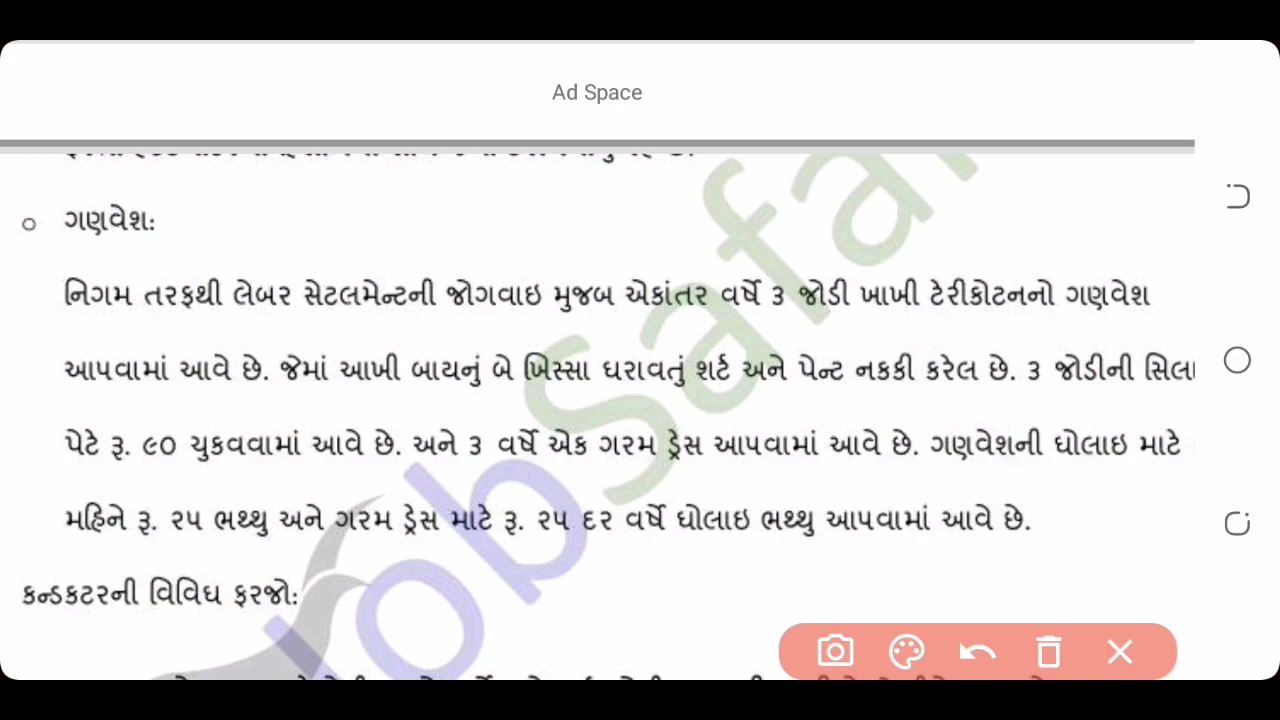 Ad Space
ગણવેશ:
નિગમ તરફથી લેબર સેટલમેન્ટની જોગવાઇ મુજબ એકાંતર વર્ષે ૩ જોડી ખાખી ટેરીકોટનનો ગણવેશ
આપવામાં આવે છે. જેમાં આખી બાયનું બે ખિસ્સા ધરાવતું શર્ટ અને પેન્ટ નકકી કરેલ છે. ૩ જોડીની
પેટે રૂ. ૯૦ ચુકવવામાં આવે છે. અને ૩ વર્ષે એક ગરમ ડ્રેસ આપવામાં આવે છે. ગણવેશની ધોલાઇ માટે
મહિને રૂ. ૨૫ ભથ્થુ અને ગરમ ડ્રેસ માટે રૂ. ૨૫ દર વર્ષે ધોલાઇ ભથ્થુ આપવામાં આવે છે.
કન્ડકટરની વિવિધ ફરજો: